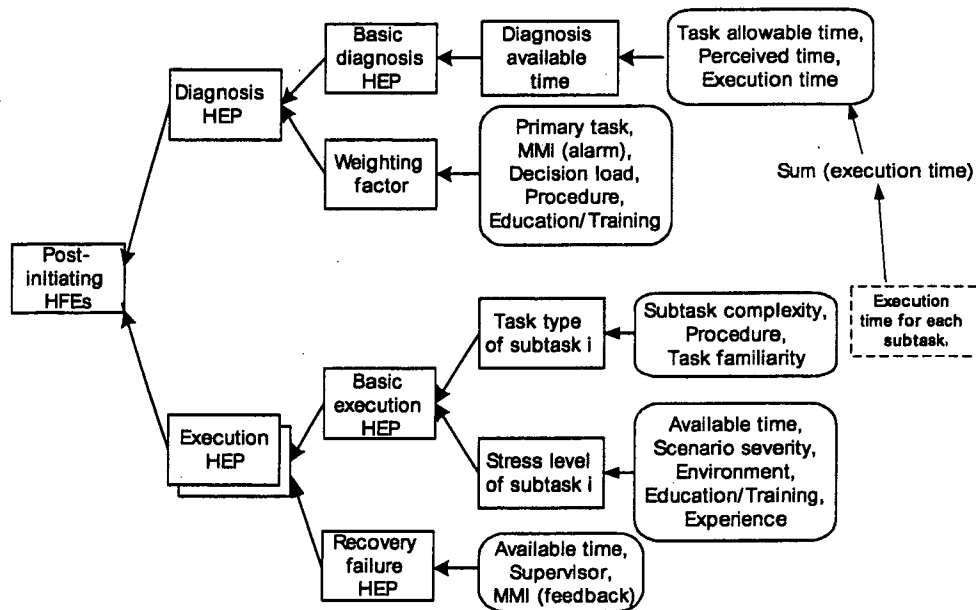 Basic
diagnosis
HEP
Diagnosis
available
time
Task allowable time,
Perceived time,
Execution time
Diagnosis
HEP
Weighting
factor
Primary task,
MMi (alarm),
Decision load,
Procedure,
Education/Training
Sum (execution time)
Post-
initiating
HFEs
Execution
time for each
subtask.
Task type
of subtask i
Subtask complexity,
Procedure,
Task familiarity
Basic
execution
HEP
Execution
HEP
Stress level
of subtask i
Available time,
Scenario severity,
Environment,
Education/Training,
Experience
Recovery
failure
HEP
Available time,
Supervisor,
MMI (feedback)